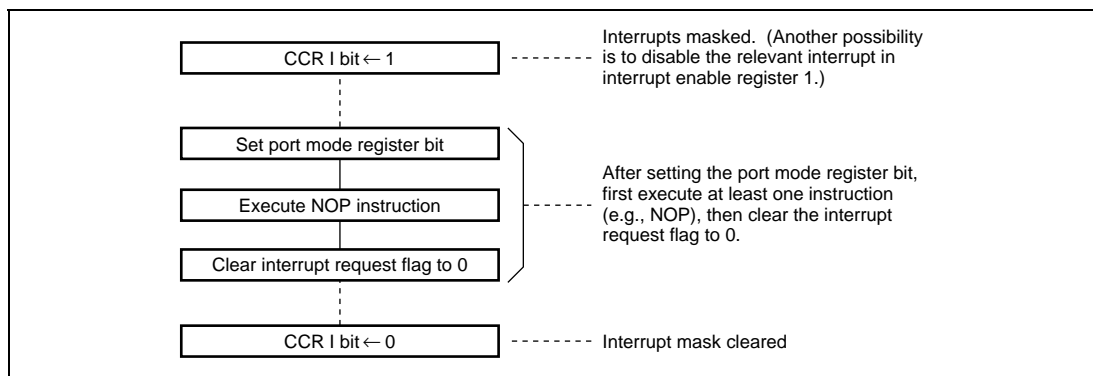 CCR I bit ← 1
Interrupts masked. (Another possibility
is to disable the relevant interrupt in
interrupt enable register 1.)
Set port mode register bit
Execute NOP instruction
Clear interrupt request flag to 0
After setting the port mode register bit,
first execute at least one instruction
(e.g., NOP), then clear the interrupt
request flag to 0.
CCR I bit ← 0
Interrupt mask cleared